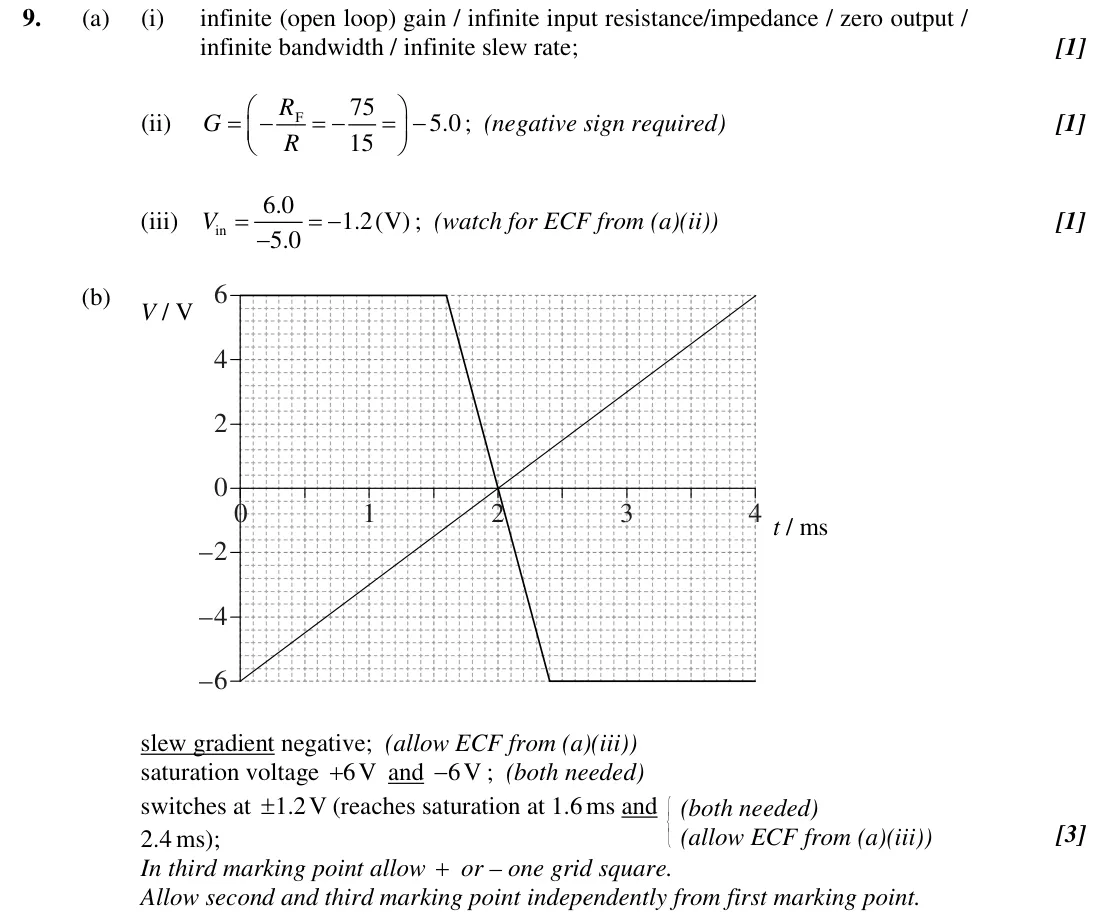 9. (a) (i) infinite (open loop) gain / infinite input resistance/impedance / zero output /
infinite bandwidth / infinite slew rate; [1]
(ii) G = ( − R_F/R = − 75/15 = ) − 5.0 ; (negative sign required) [1]
(iii) V_in = 6.0/−5.0 = −1.2 (V) ; (watch for ECF from (a)(ii)) [1]
(b) V / V
6
4
2
0
−2
−4
−6
0 1 2 3 4 t / ms
slew gradient negative; (allow ECF from (a)(iii))
saturation voltage +6 V and −6 V ; (both needed)
switches at ±1.2 V (reaches saturation at 1.6 ms and (both needed)
2.4 ms); (allow ECF from (a)(iii)) [3]
In third marking point allow + or – one grid square.
Allow second and third marking point independently from first marking point.